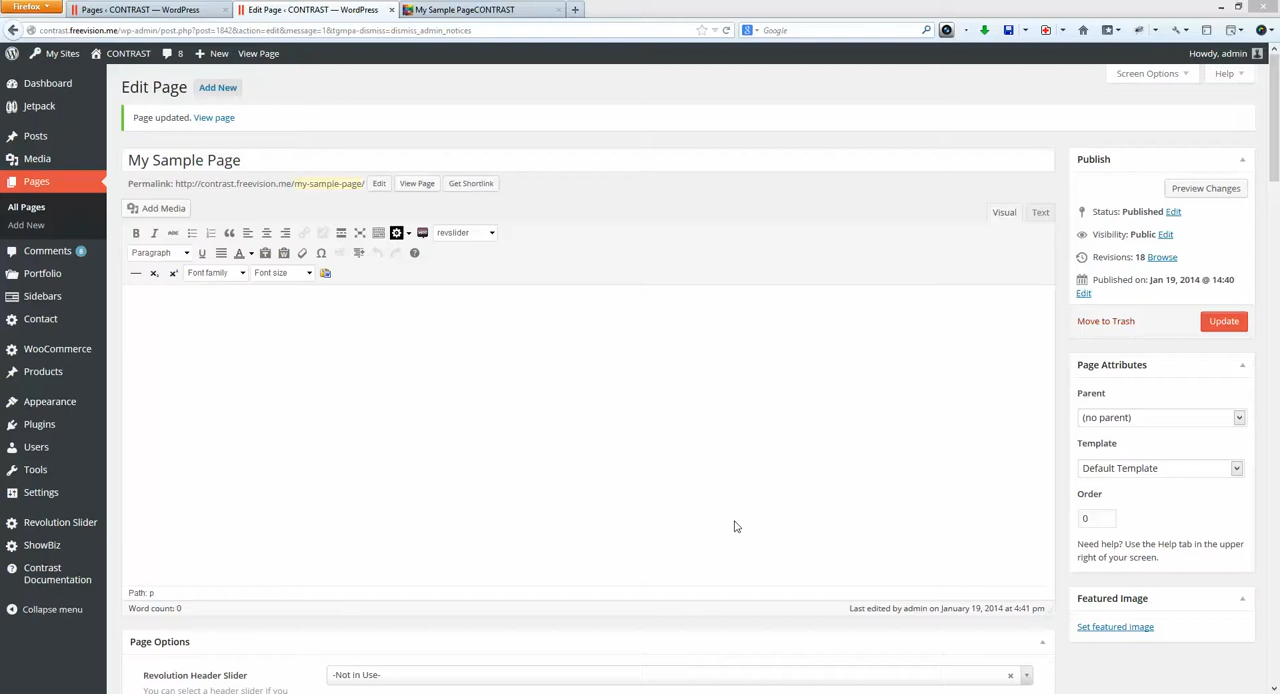 Firefox
Pages ‹ CONTRAST — WordPress
Edit Page ‹ CONTRAST — WordPress
My Sample PageCONTRAST
contrast.freevision.me/wp-admin/post.php?post=1842&action=edit&message=1&tgmpa-dismiss=dismiss_admin_notices
Google
My Sites CONTRAST 8 New View Page
Howdy, admin
Dashboard
Jetpack
Posts
Media
Pages
All Pages
Add New
Comments 8
Portfolio
Sidebars
Contact
WooCommerce
Products
Appearance
Plugins
Users
Tools
Settings
Revolution Slider
ShowBiz
Contrast
Documentation
Collapse menu
Screen Options Help
Edit Page Add New
Page updated. View page
My Sample Page
Permalink: http://contrast.freevision.me/my-sample-page/ Edit View Page Get Shortlink
Add Media
Visual Text
B I ABC revslider
Paragraph U A Ω
Font family Font size
Path: p
Word count: 0
Last edited by admin on January 19, 2014 at 4:41 pm
Page Options
Revolution Header Slider
-Not in Use-
You can select a header slider if you
Publish
Preview Changes
Status: Published Edit
Visibility: Public Edit
Revisions: 18 Browse
Published on: Jan 19, 2014 @ 14:40
Edit
Move to Trash
Update
Page Attributes
Parent
(no parent)
Template
Default Template
Order
0
Need help? Use the Help tab in the upper
right of your screen.
Featured Image
Set featured image